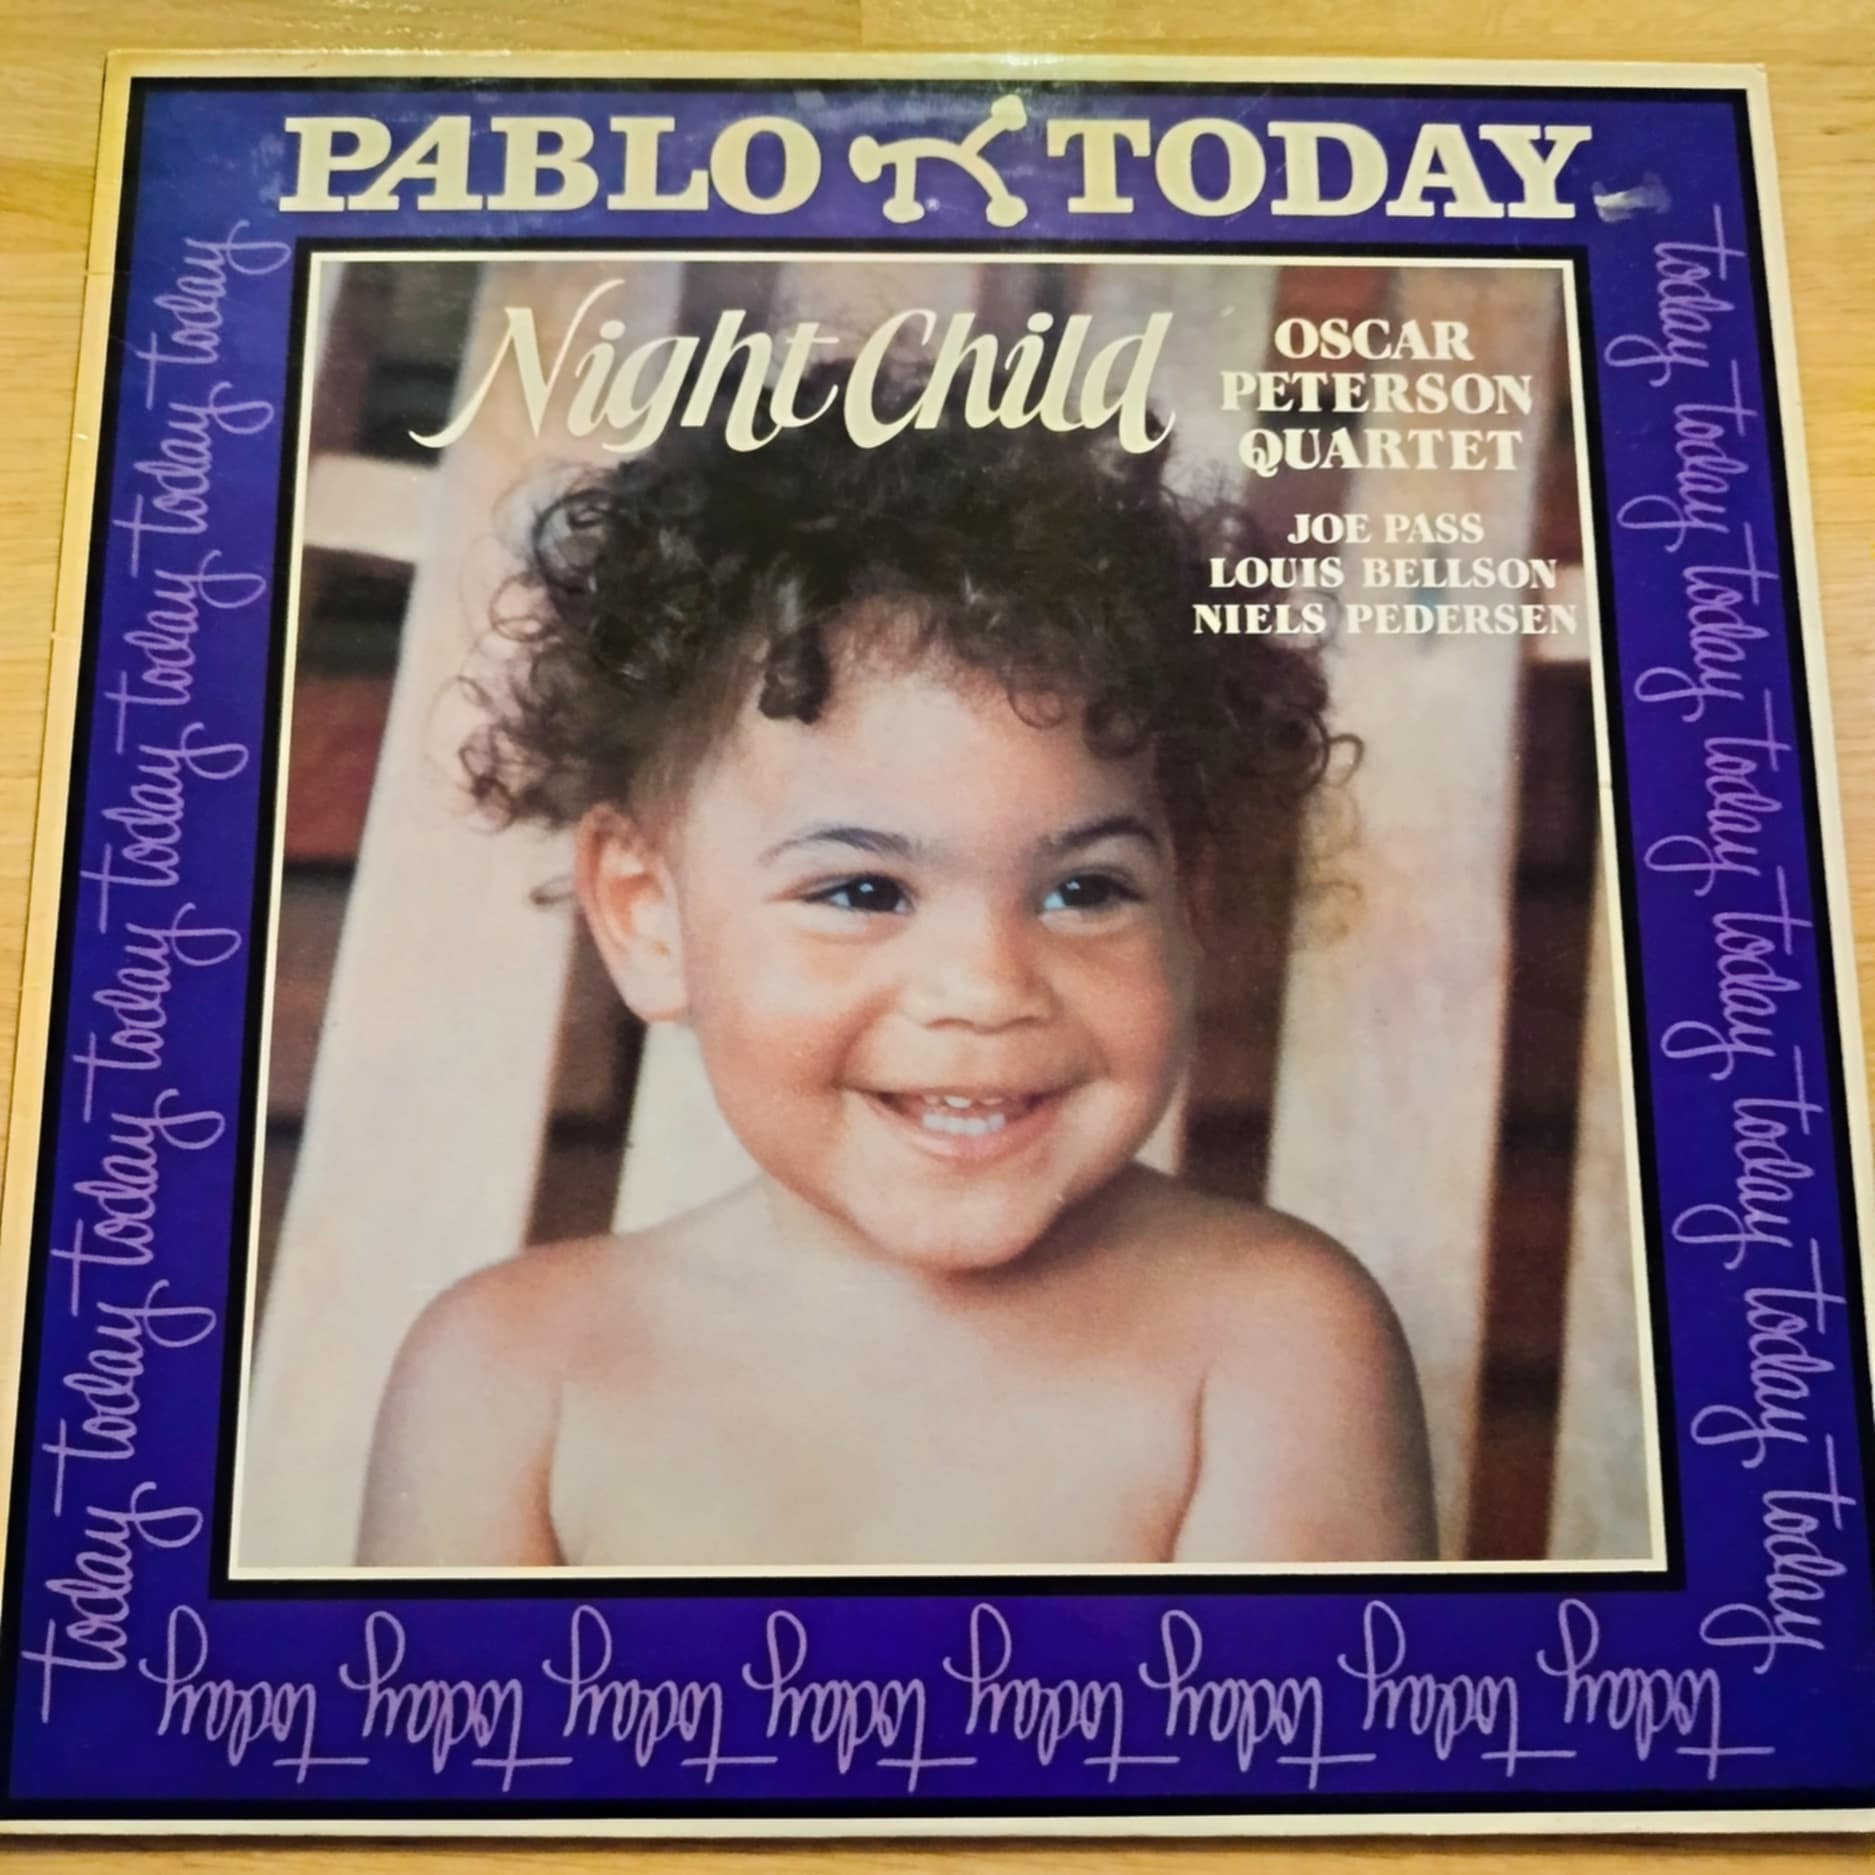 PABLO TODAY
Night Child
OSCAR
PETERSON
QUARTET
JOE PASS
LOUIS BELLSON
NIELS PEDERSEN
today today today today today today today today today
today today today today today today today today today
today today today today today today today today